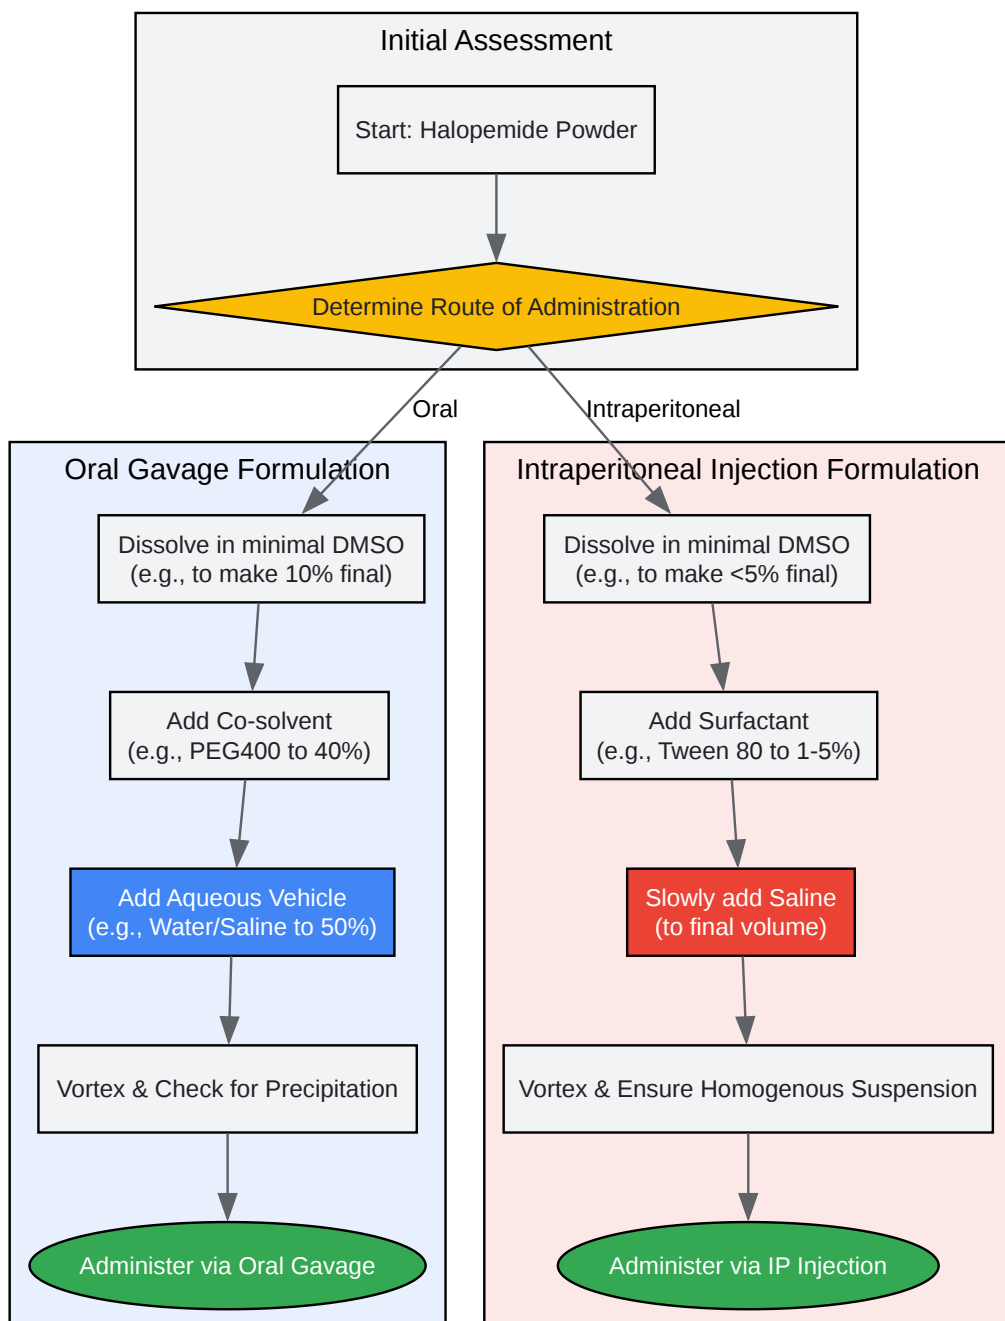 Initial Assessment
Start: Halopemide Powder
Determine Route of Administration
Oral
Intraperitoneal
Oral Gavage Formulation
Dissolve in minimal DMSO
(e.g., to make 10% final)
Add Co-solvent
(e.g., PEG400 to 40%)
Add Aqueous Vehicle
(e.g., Water/Saline to 50%)
Vortex & Check for Precipitation
Administer via Oral Gavage
Intraperitoneal Injection Formulation
Dissolve in minimal DMSO
(e.g., to make <5% final)
Add Surfactant
(e.g., Tween 80 to 1-5%)
Slowly add Saline
(to final volume)
Vortex & Ensure Homogenous Suspension
Administer via IP Injection